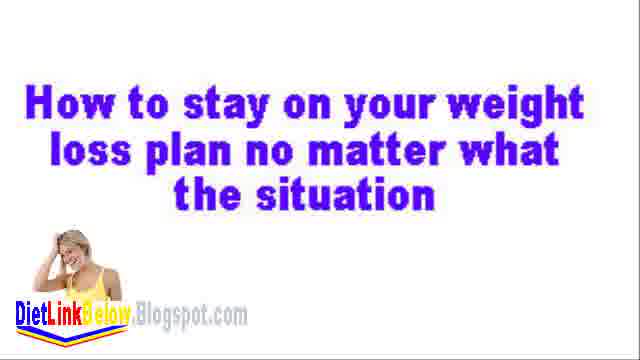 How to stay on your weight
loss plan no matter what
the situation
DietLinkBelow.Blogspot.com